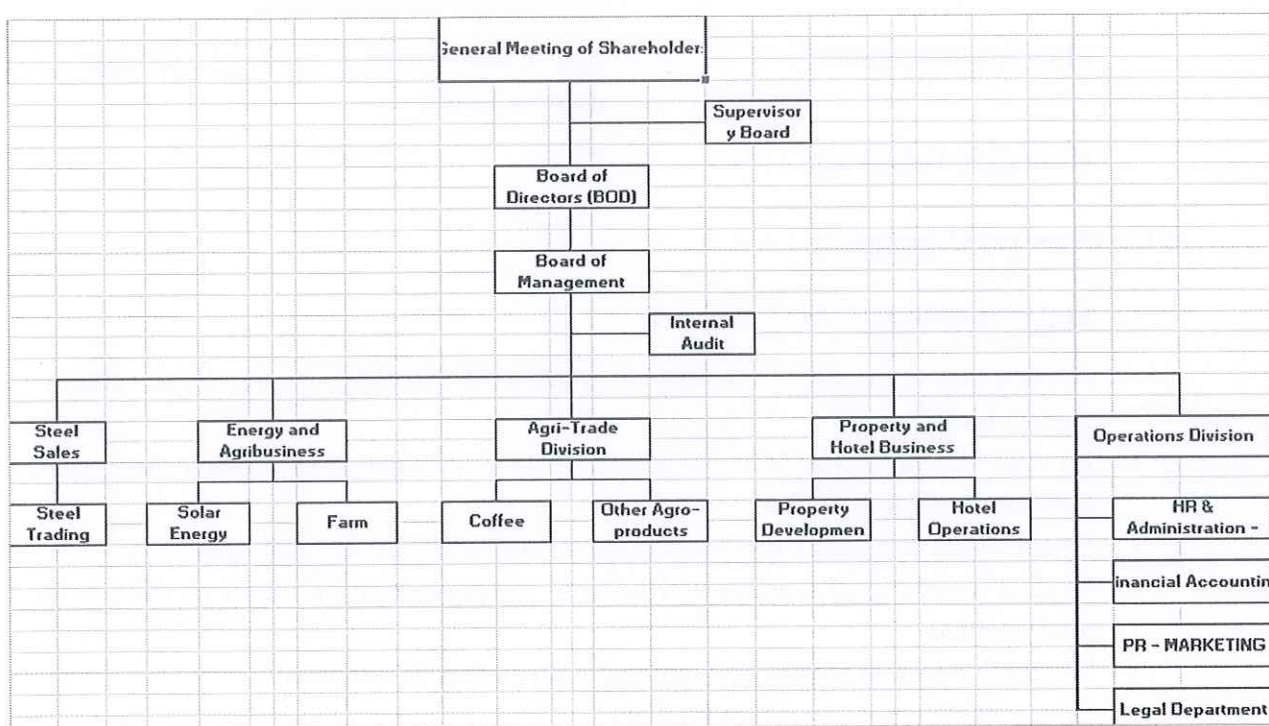 General Meeting of Shareholder
Supervisor
y Board
Board of
Directors (BOD)
Board of
Management
Internal
Audit
Steel
Sales
Energy and
Agribusiness
Agri-Trade
Division
Property and
Hotel Business
Operations Division
Steel
Trading
Solar
Energy
Farm
Coffee
Other Agro-
products
Property
Developmen
Hotel
Operations
HR &
Administration -
inancial Accountin
PR - MARKETING
Legal Department